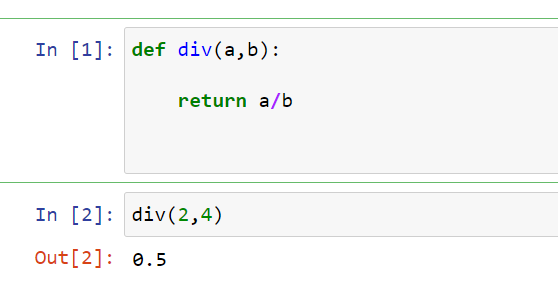 In [1]: def div(a,b):
return a/b
In [2]: div(2,4)
Out[2]: 0.5